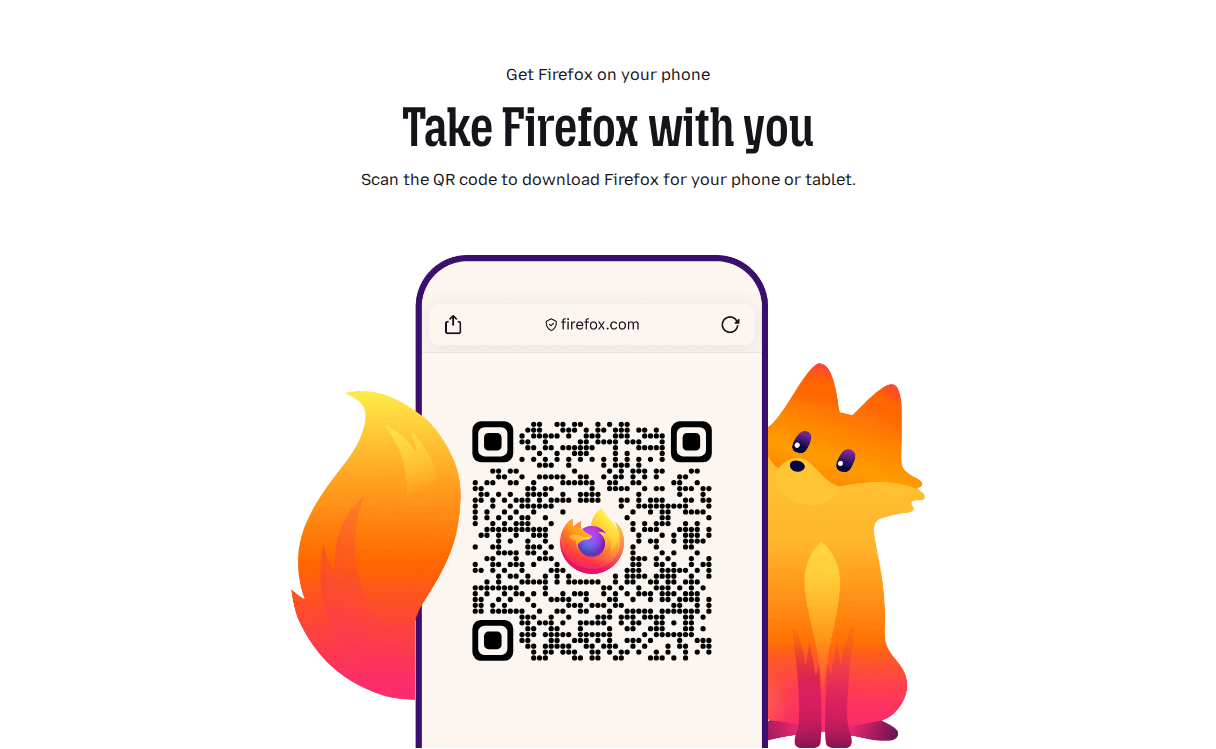 Get Firefox on your phone
Take Firefox with you
Scan the QR code to download Firefox for your phone or tablet.
firefox.com